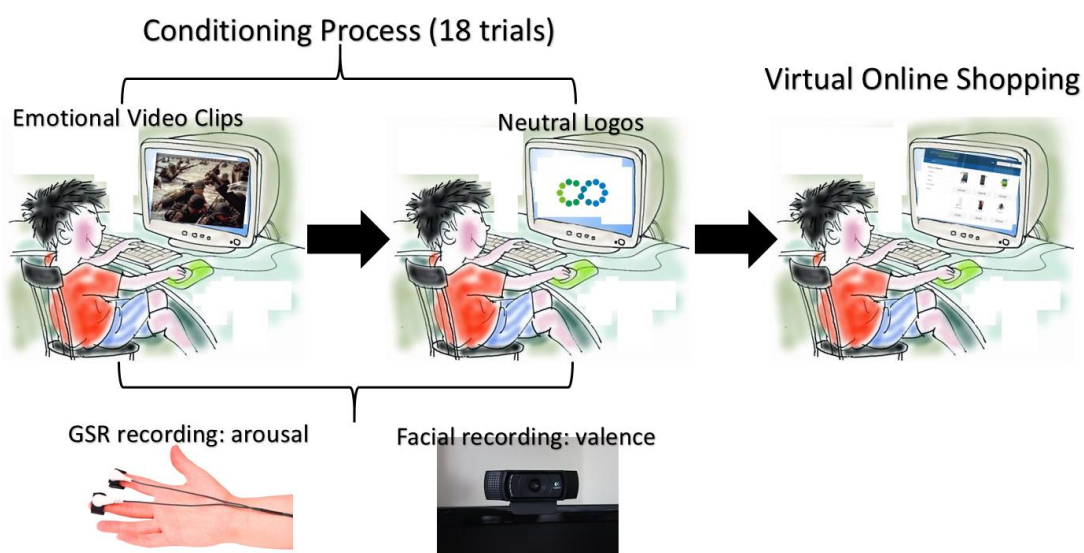 Conditioning Process (18 trials)
Virtual Online Shopping
Emotional Video Clips
Neutral Logos
GSR recording: arousal
Facial recording: valence